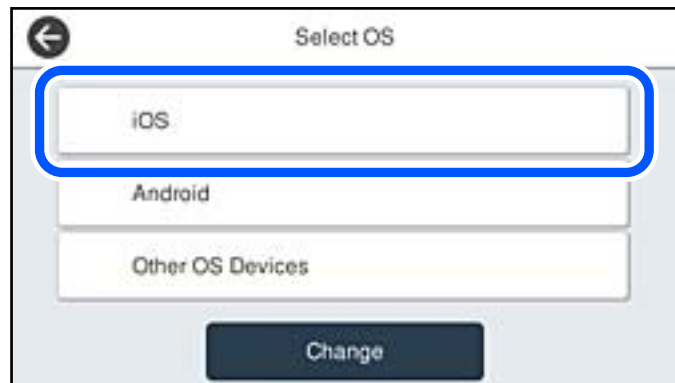 Select OS
iOS
Android
Other OS Devices
Change